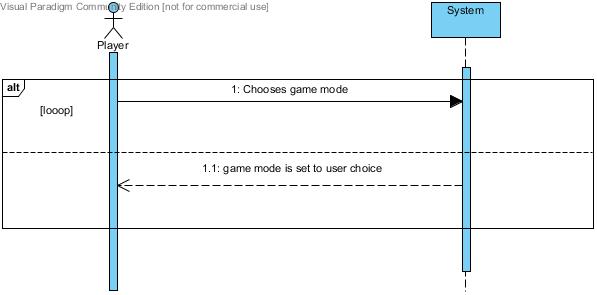 Visual Paradigm Community Edition [not for commercial use]
System
Player
alt
1: Chooses game mode
[looop]
1.1: game mode is set to user choice